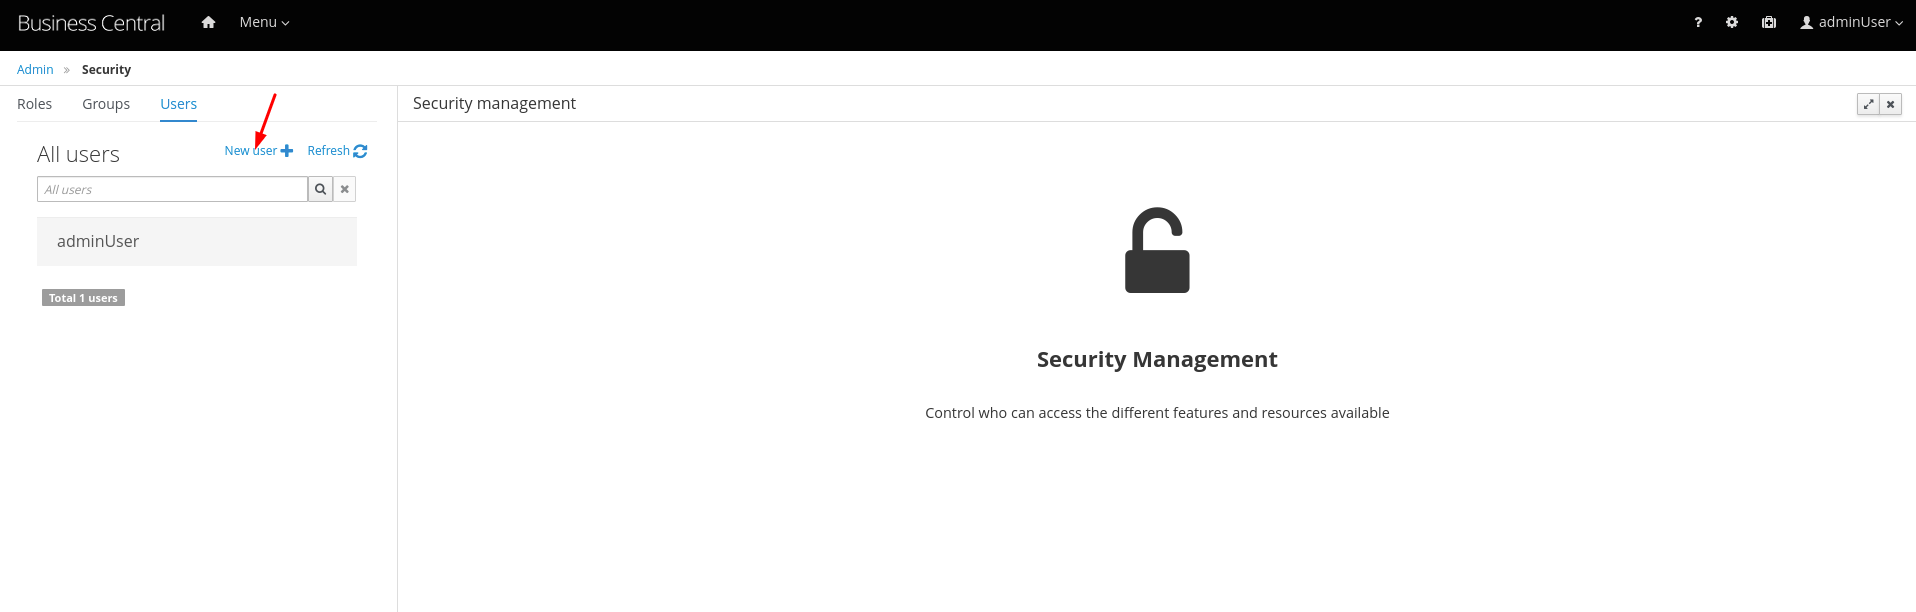 Business Central Menu
? adminUser
Admin » Security
Roles Groups Users
All users New user Refresh
All users
adminUser
Total 1 users
Security management
Security Management
Control who can access the different features and resources available